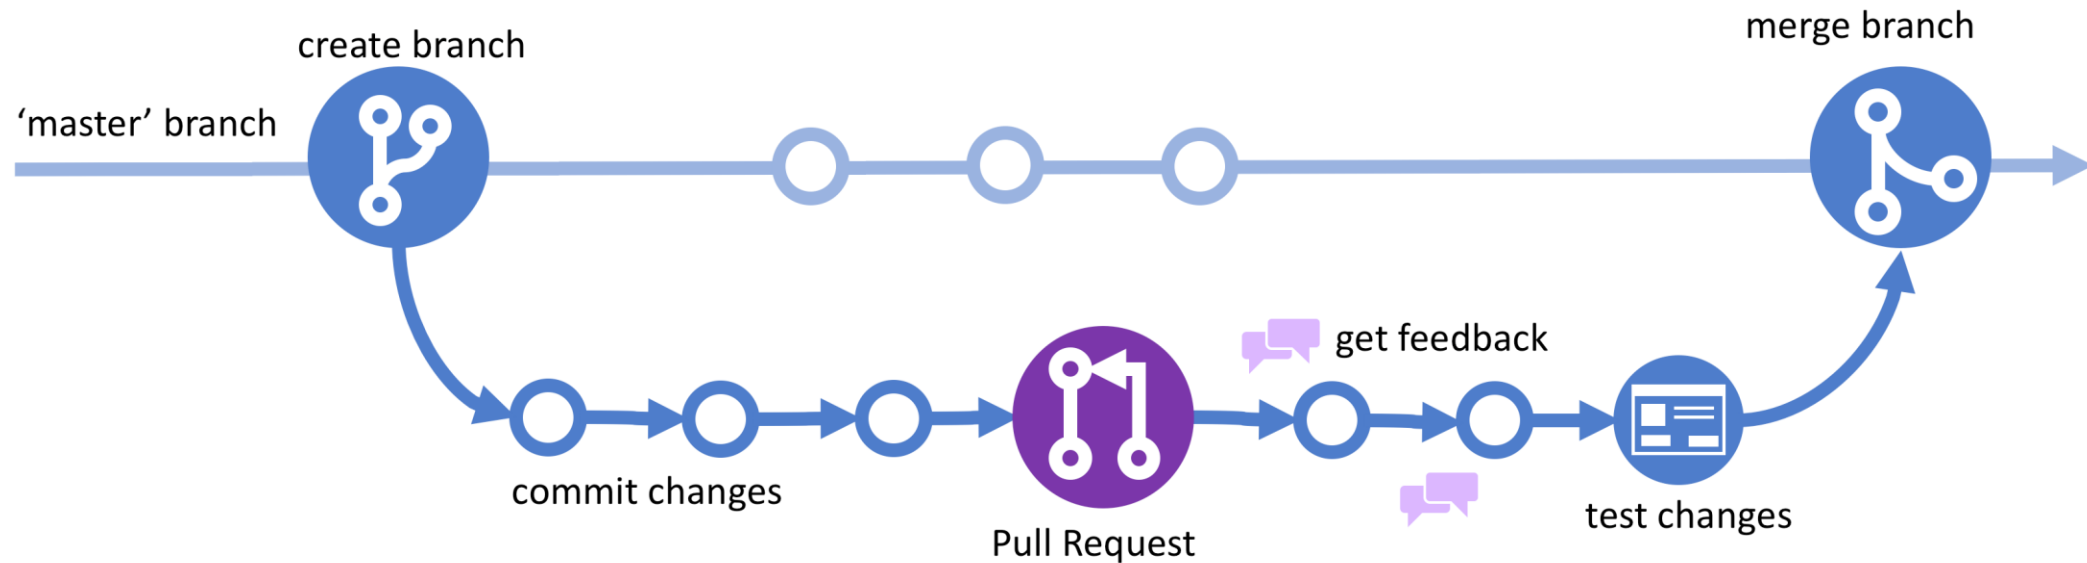 create branch
merge branch
‘master’ branch
get feedback
commit changes
test changes
Pull Request